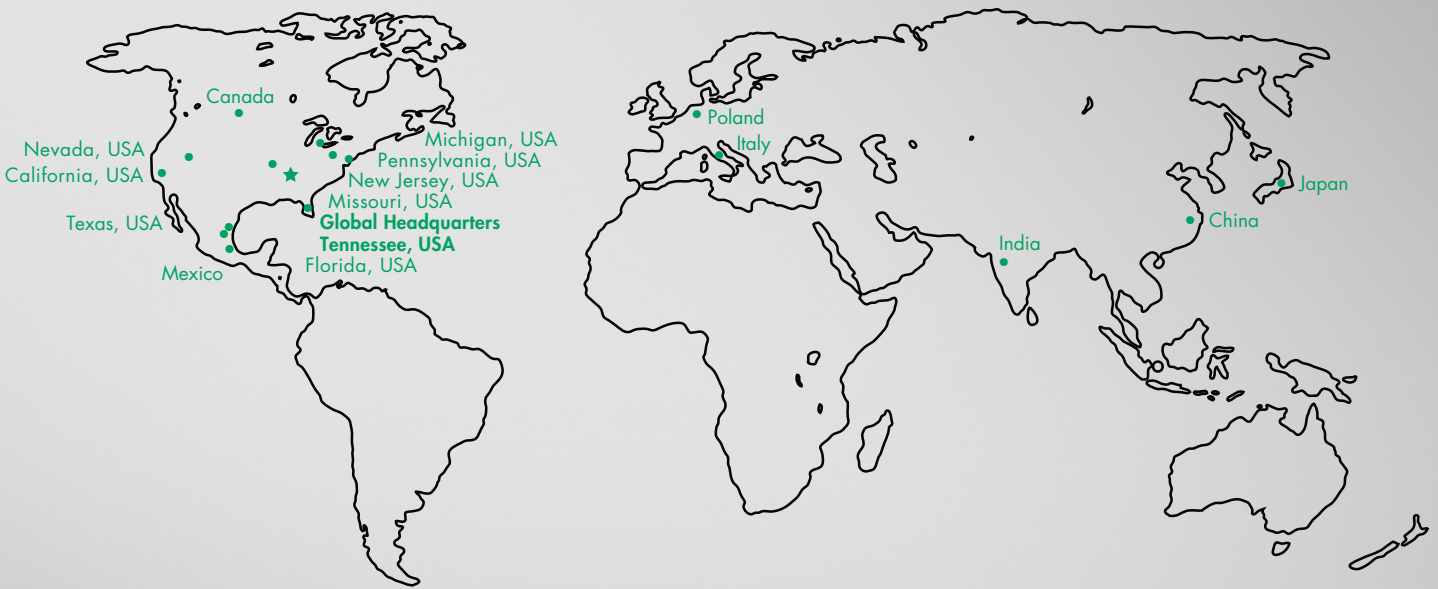 Canada
Nevada, USA
California, USA
Texas, USA
Mexico
Michigan, USA
Pennsylvania, USA
New Jersey, USA
Missouri, USA
Global Headquarters
Tennessee, USA
Florida, USA
Poland
Italy
India
China
Japan